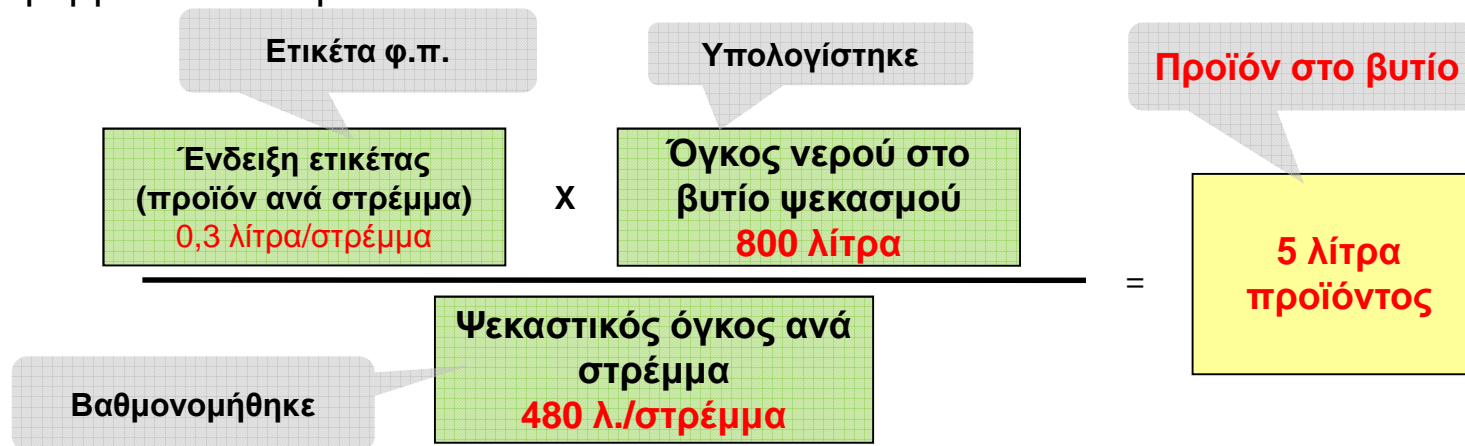 Ετικέτα φ.π.
Υπολογίστηκε
Προϊόν στο βυτίο
Ένδειξη ετικέτας
(προϊόν ανά στρέμμα)
0,3 λίτρα/στρέμμα
X
Όγκος νερού στο
βυτίο ψεκασμού
800 λίτρα
=
5 λίτρα
προϊόντος
Ψεκαστικός όγκος ανά
στρέμμα
480 λ./στρέμμα
Βαθμονομήθηκε